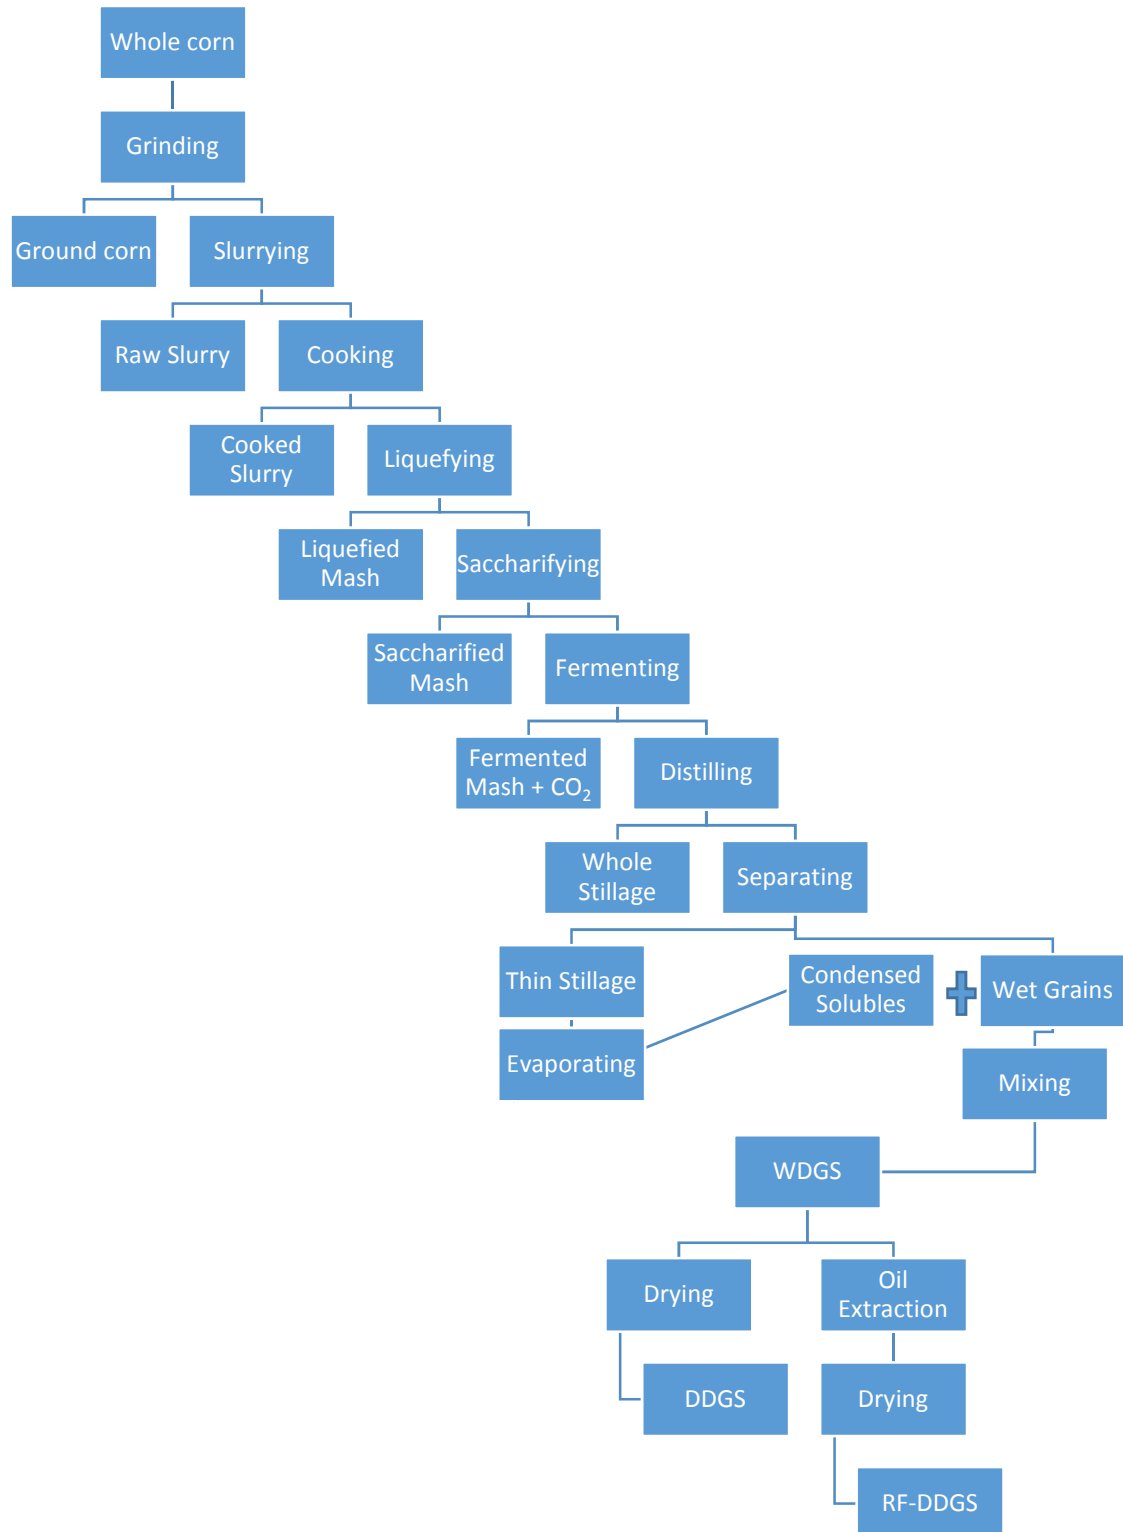 Whole corn
Grinding
Ground corn
Slurrying
Raw Slurry
Cooking
Cooked
Slurry
Liquefying
Liquefied
Mash
Saccharifying
Saccharified
Mash
Fermenting
Fermented
Mash + CO₂
Distilling
Whole
Stillage
Separating
Thin Stillage
Condensed
Solubles
Wet Grains
Evaporating
Mixing
WDGS
Drying
Oil
Extraction
DDGS
Drying
RF-DDGS